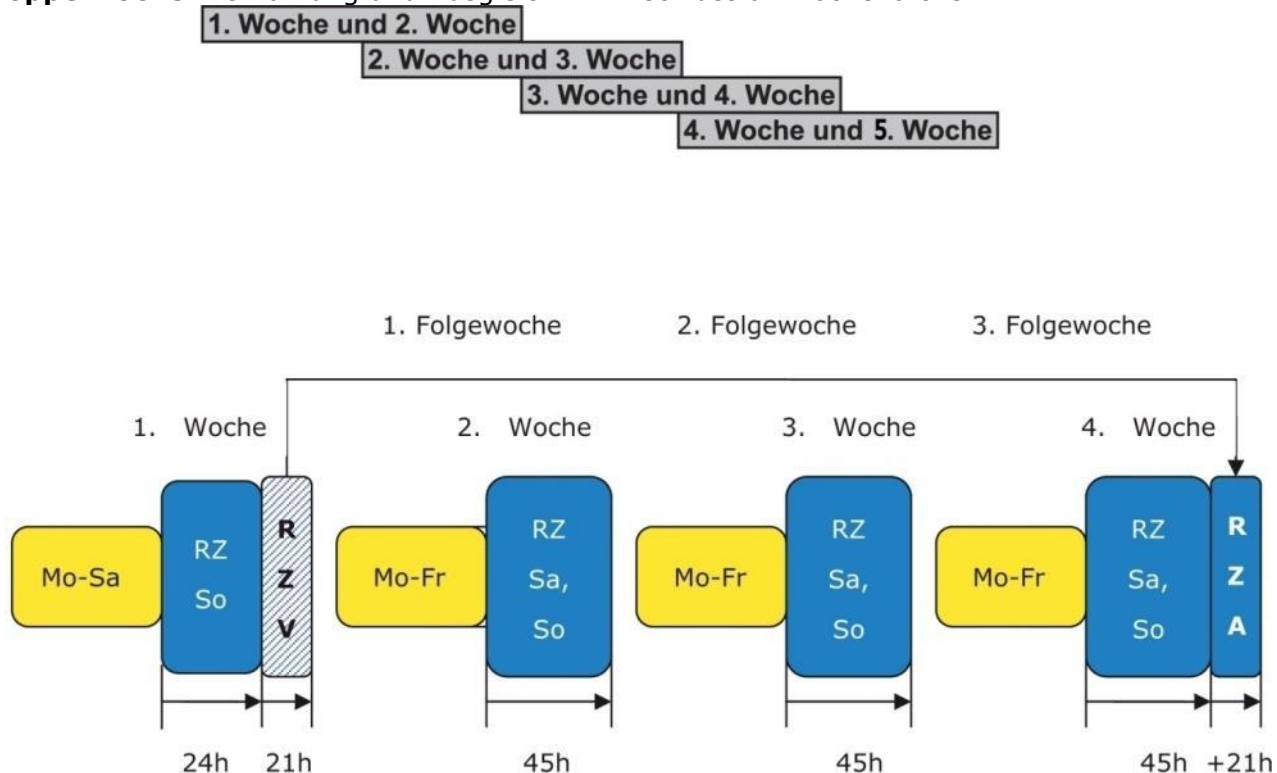 1. Woche und 2. Woche
2. Woche und 3. Woche
3. Woche und 4. Woche
4. Woche und 5. Woche
1. Folgewoche 2. Folgewoche 3. Folgewoche
1. Woche 2. Woche 3. Woche 4. Woche
Mo-Sa
RZ
So
R
Z
V
Mo-Fr
RZ
Sa,
So
Mo-Fr
RZ
Sa,
So
Mo-Fr
RZ
Sa,
So
R
Z
A
24h 21h 45h 45h 45h +21h